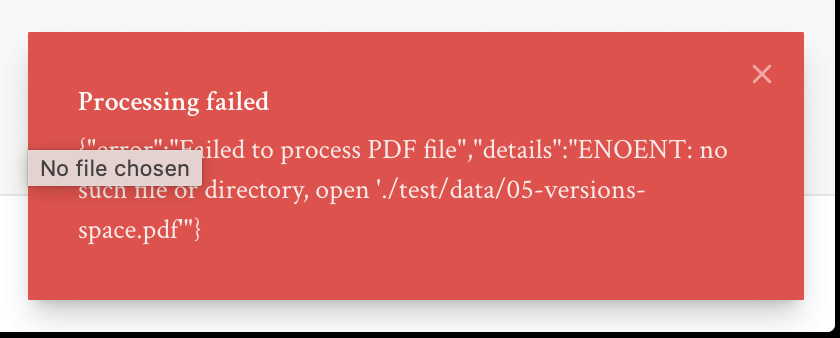 Processing failed
{"error":"Failed to process PDF file","details":"ENOENT: no
No file chosen
such file or directory, open './test/data/05-versions-
space.pdf'"}